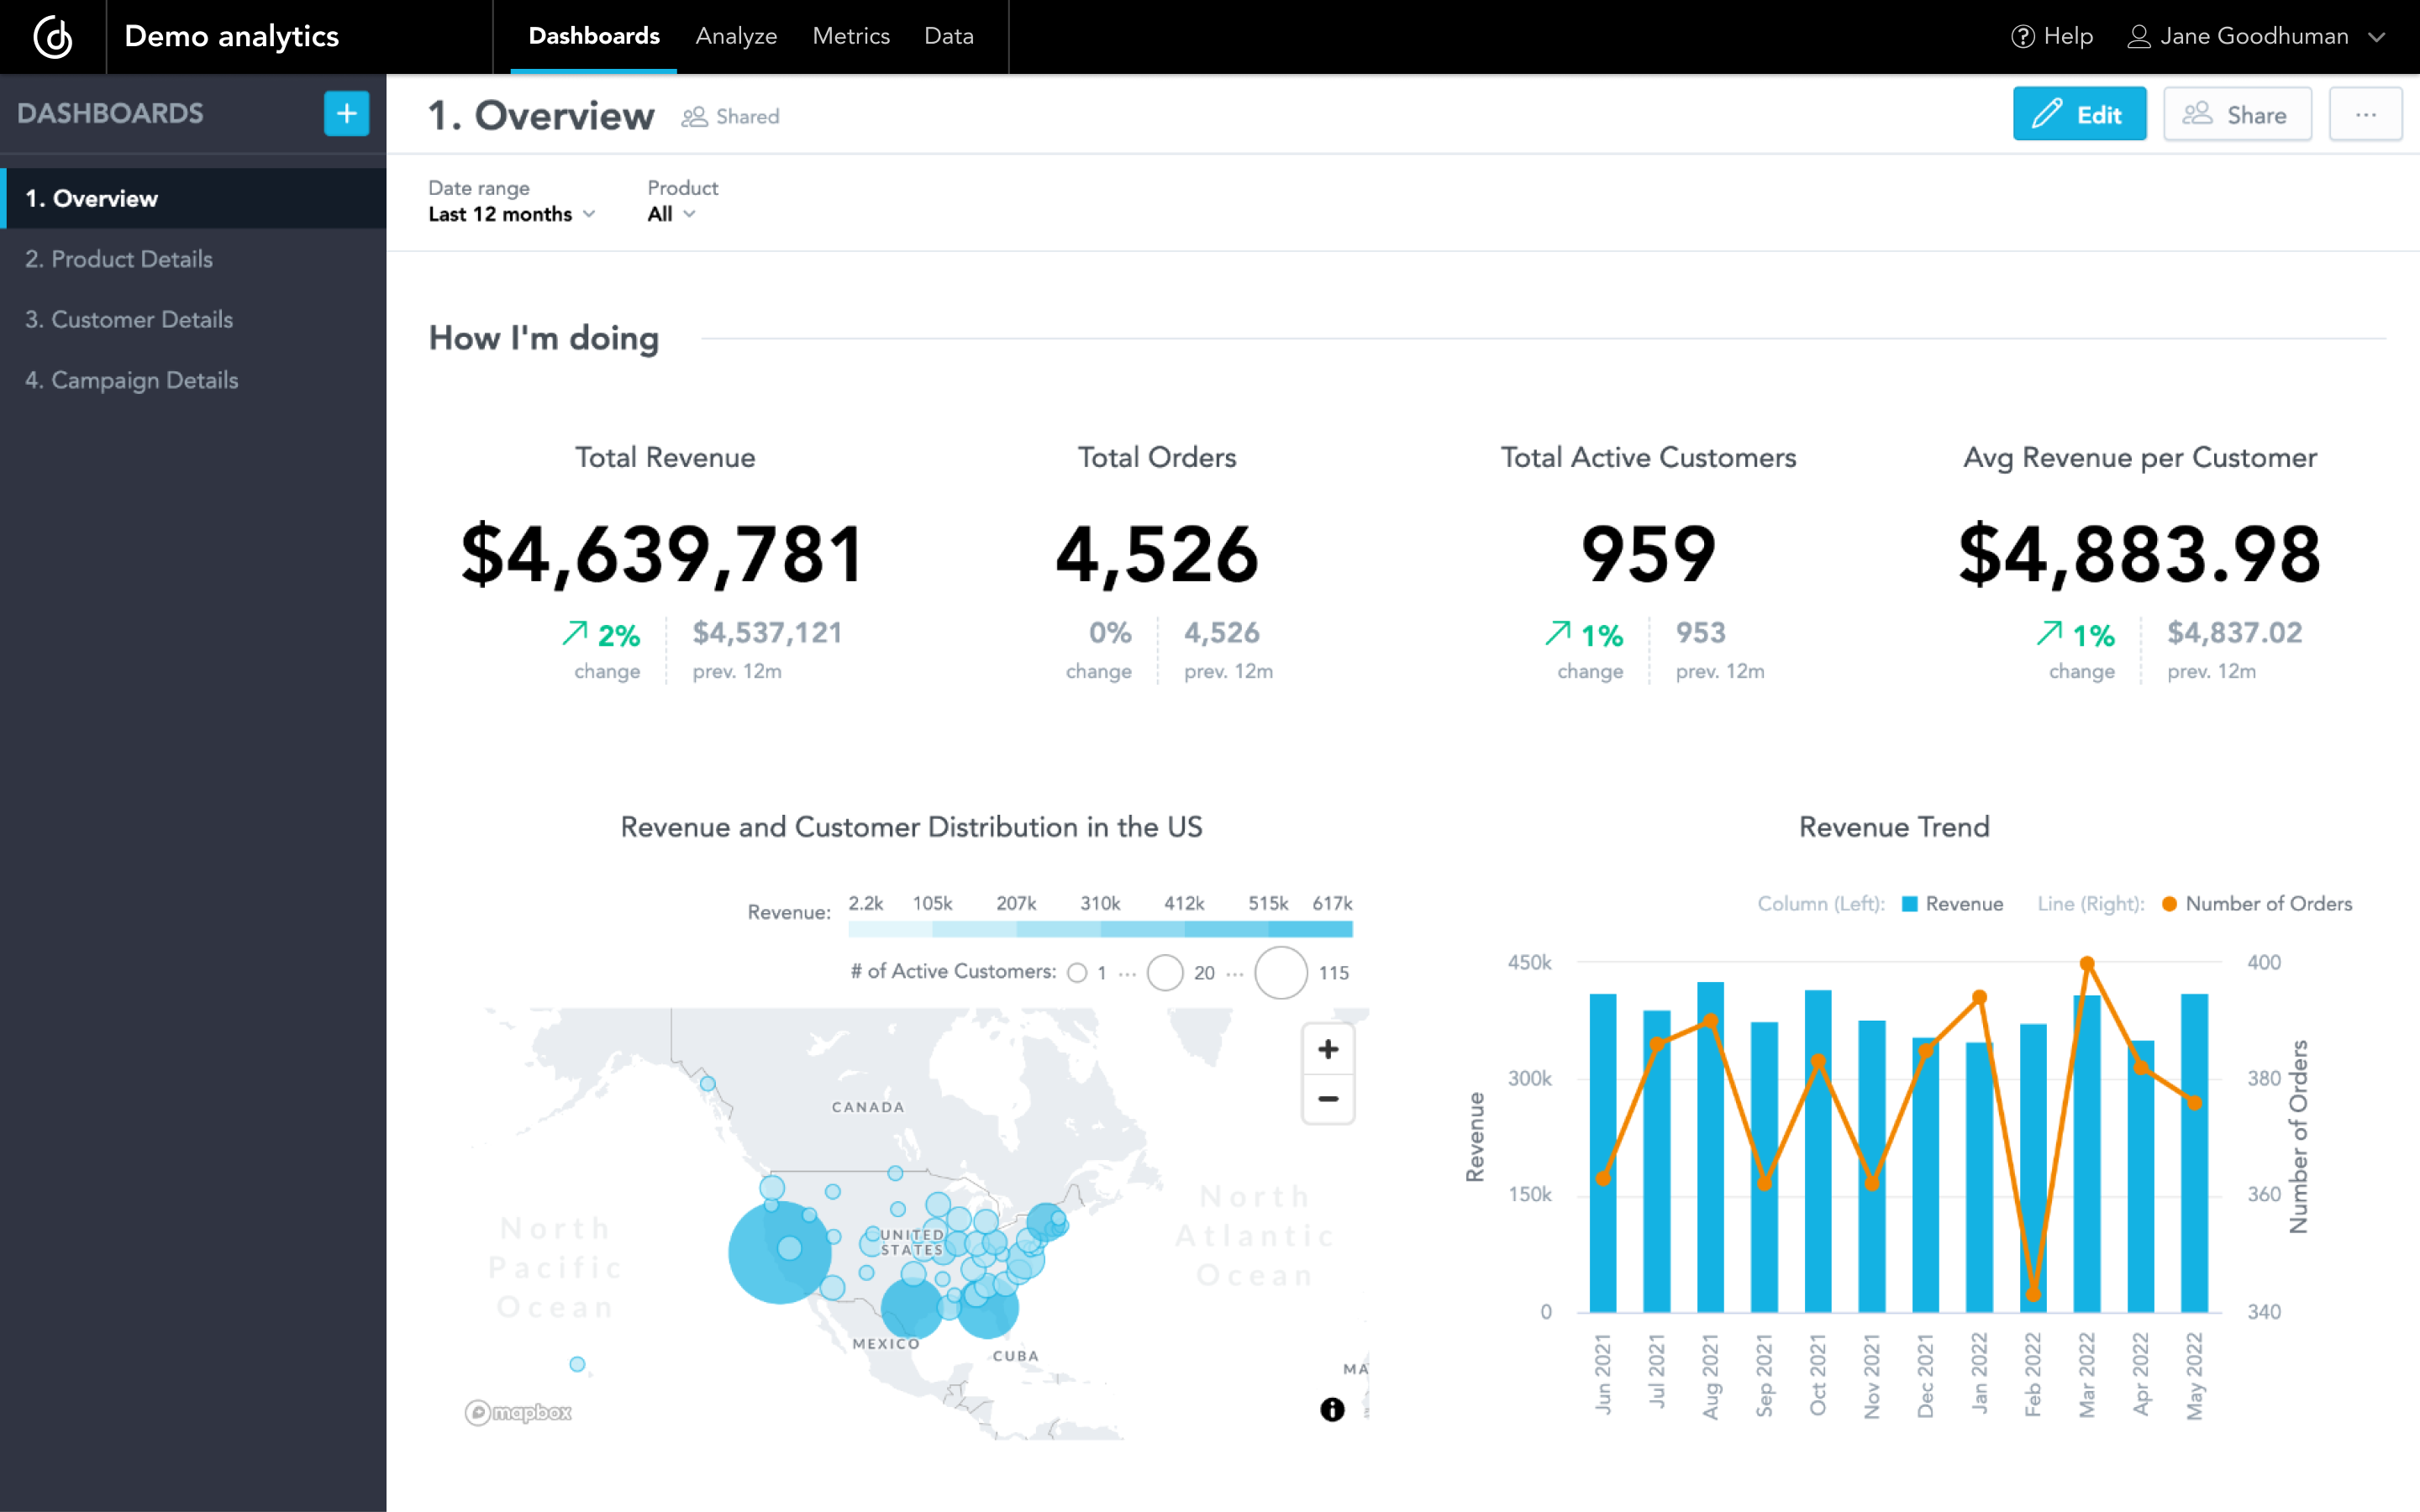 Demo analytics
Dashboards Analyze Metrics Data
Help Jane Goodhuman
DASHBOARDS +
1. Overview
2. Product Details
3. Customer Details
4. Campaign Details
1. Overview Shared
Edit Share ...
Date range Product
Last 12 months All
How I'm doing
Total Revenue
$4,639,781
2% $4,537,121
change prev. 12m
Total Orders
4,526
0% 4,526
change prev. 12m
Total Active Customers
959
1% 953
change prev. 12m
Avg Revenue per Customer
$4,883.98
1% $4,837.02
change prev. 12m
Revenue and Customer Distribution in the US
Revenue: 2.2k 105k 207k 310k 412k 515k 617k
# of Active Customers: 1 ... 20 ... 115
+
−
CANADA
North
Pacific
Ocean
UNITED
STATES
North
Atlantic
Ocean
MEXICO
CUBA
MA
mapbox
Revenue Trend
Column (Left): Revenue Line (Right): Number of Orders
450k 400
300k 380
150k 360
0 340
Revenue
Number of Orders
Jun 2021
Jul 2021
Aug 2021
Sep 2021
Oct 2021
Nov 2021
Dec 2021
Jan 2022
Feb 2022
Mar 2022
Apr 2022
May 2022